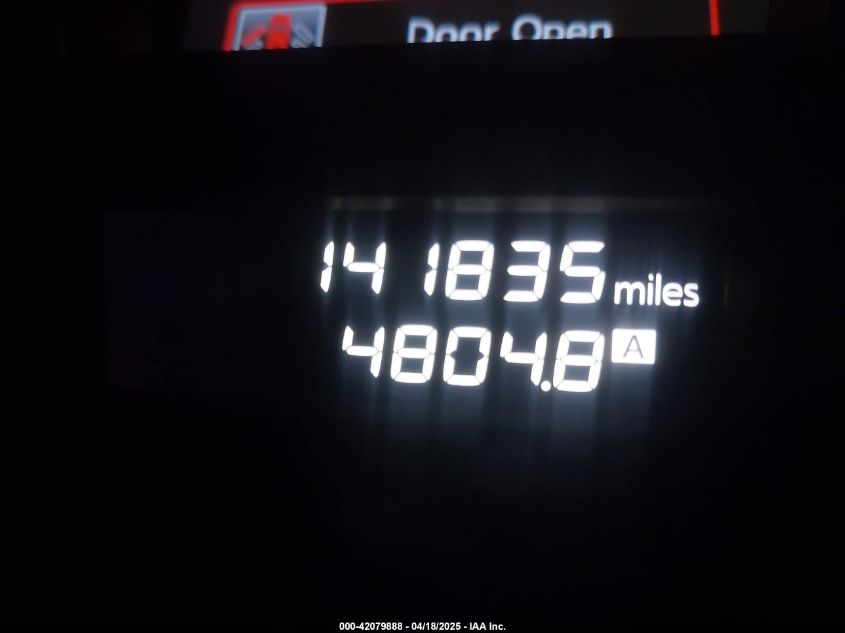 Door Open
141835 miles
4804.8 A
000-42079888 - 04/18/2025 - IAA Inc.